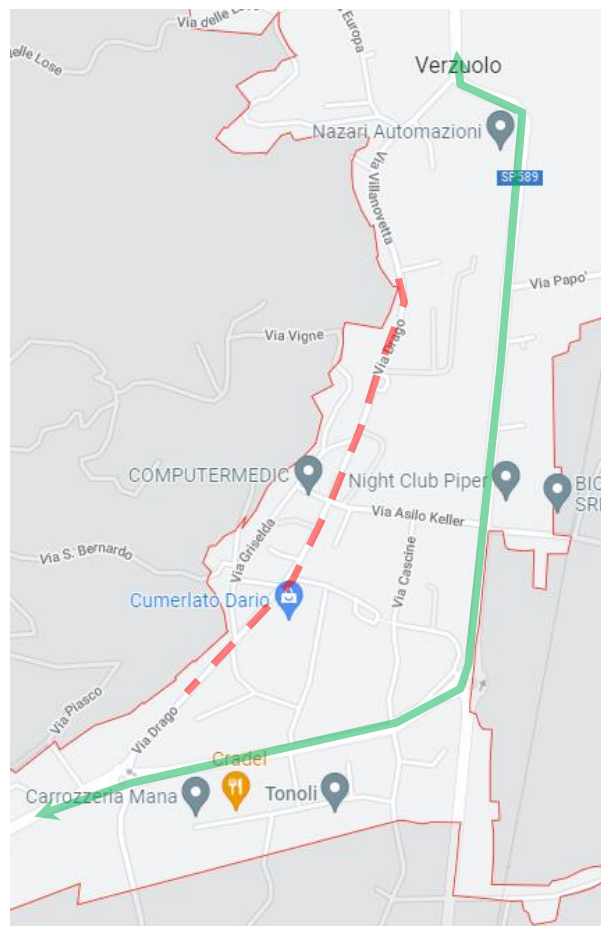 Via delle Lose
delle Lose
Europa
Verzuolo
Nazari Automazioni
Via Villanovetta
SP589
Via Papo'
Via Vigne
Via Drago
COMPUTERMEDIC
Night Club Piper
BIO
SRL
Via Asilo Keller
Via Griselda
Via S. Bernardo
Via Cascine
Cumerlato Dario
Via Piasco
Via Drago
Cradel
Carrozzeria Mana
Tonoli